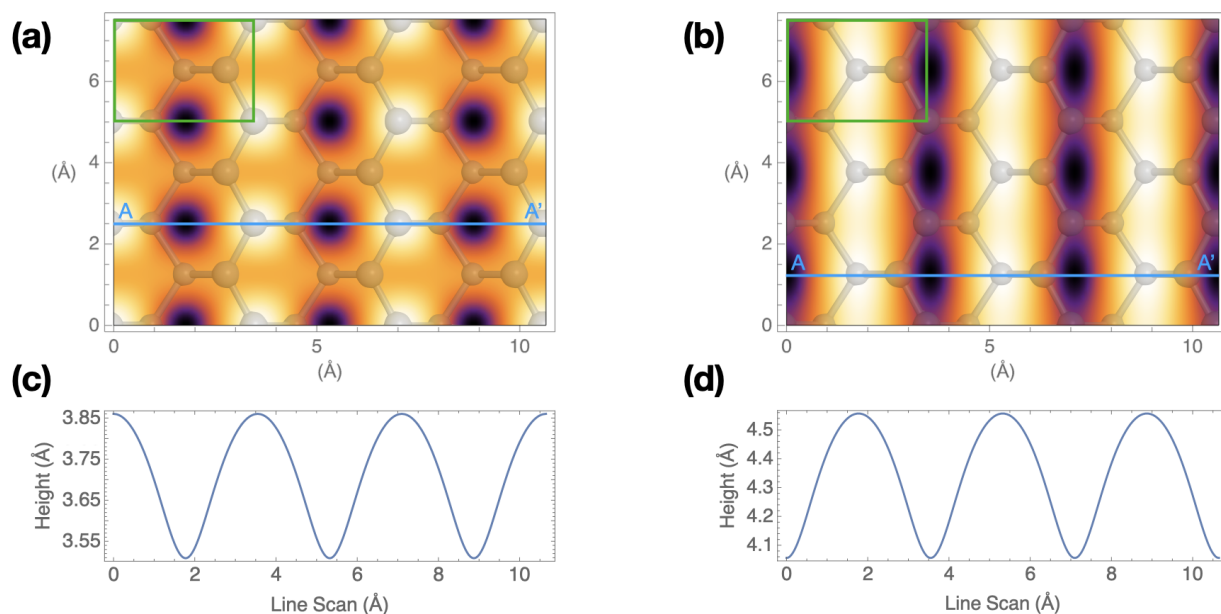 (a)
6
4
(Å)
2
0
A A'
0 5 10
(Å)
(b)
6
4
(Å)
2
0
A A'
0 5 10
(Å)
(c)
3.85
3.75
3.65
3.55
Height (Å)
0 2 4 6 8 10
Line Scan (Å)
(d)
4.5
4.4
4.3
4.2
4.1
Height (Å)
0 2 4 6 8 10
Line Scan (Å)